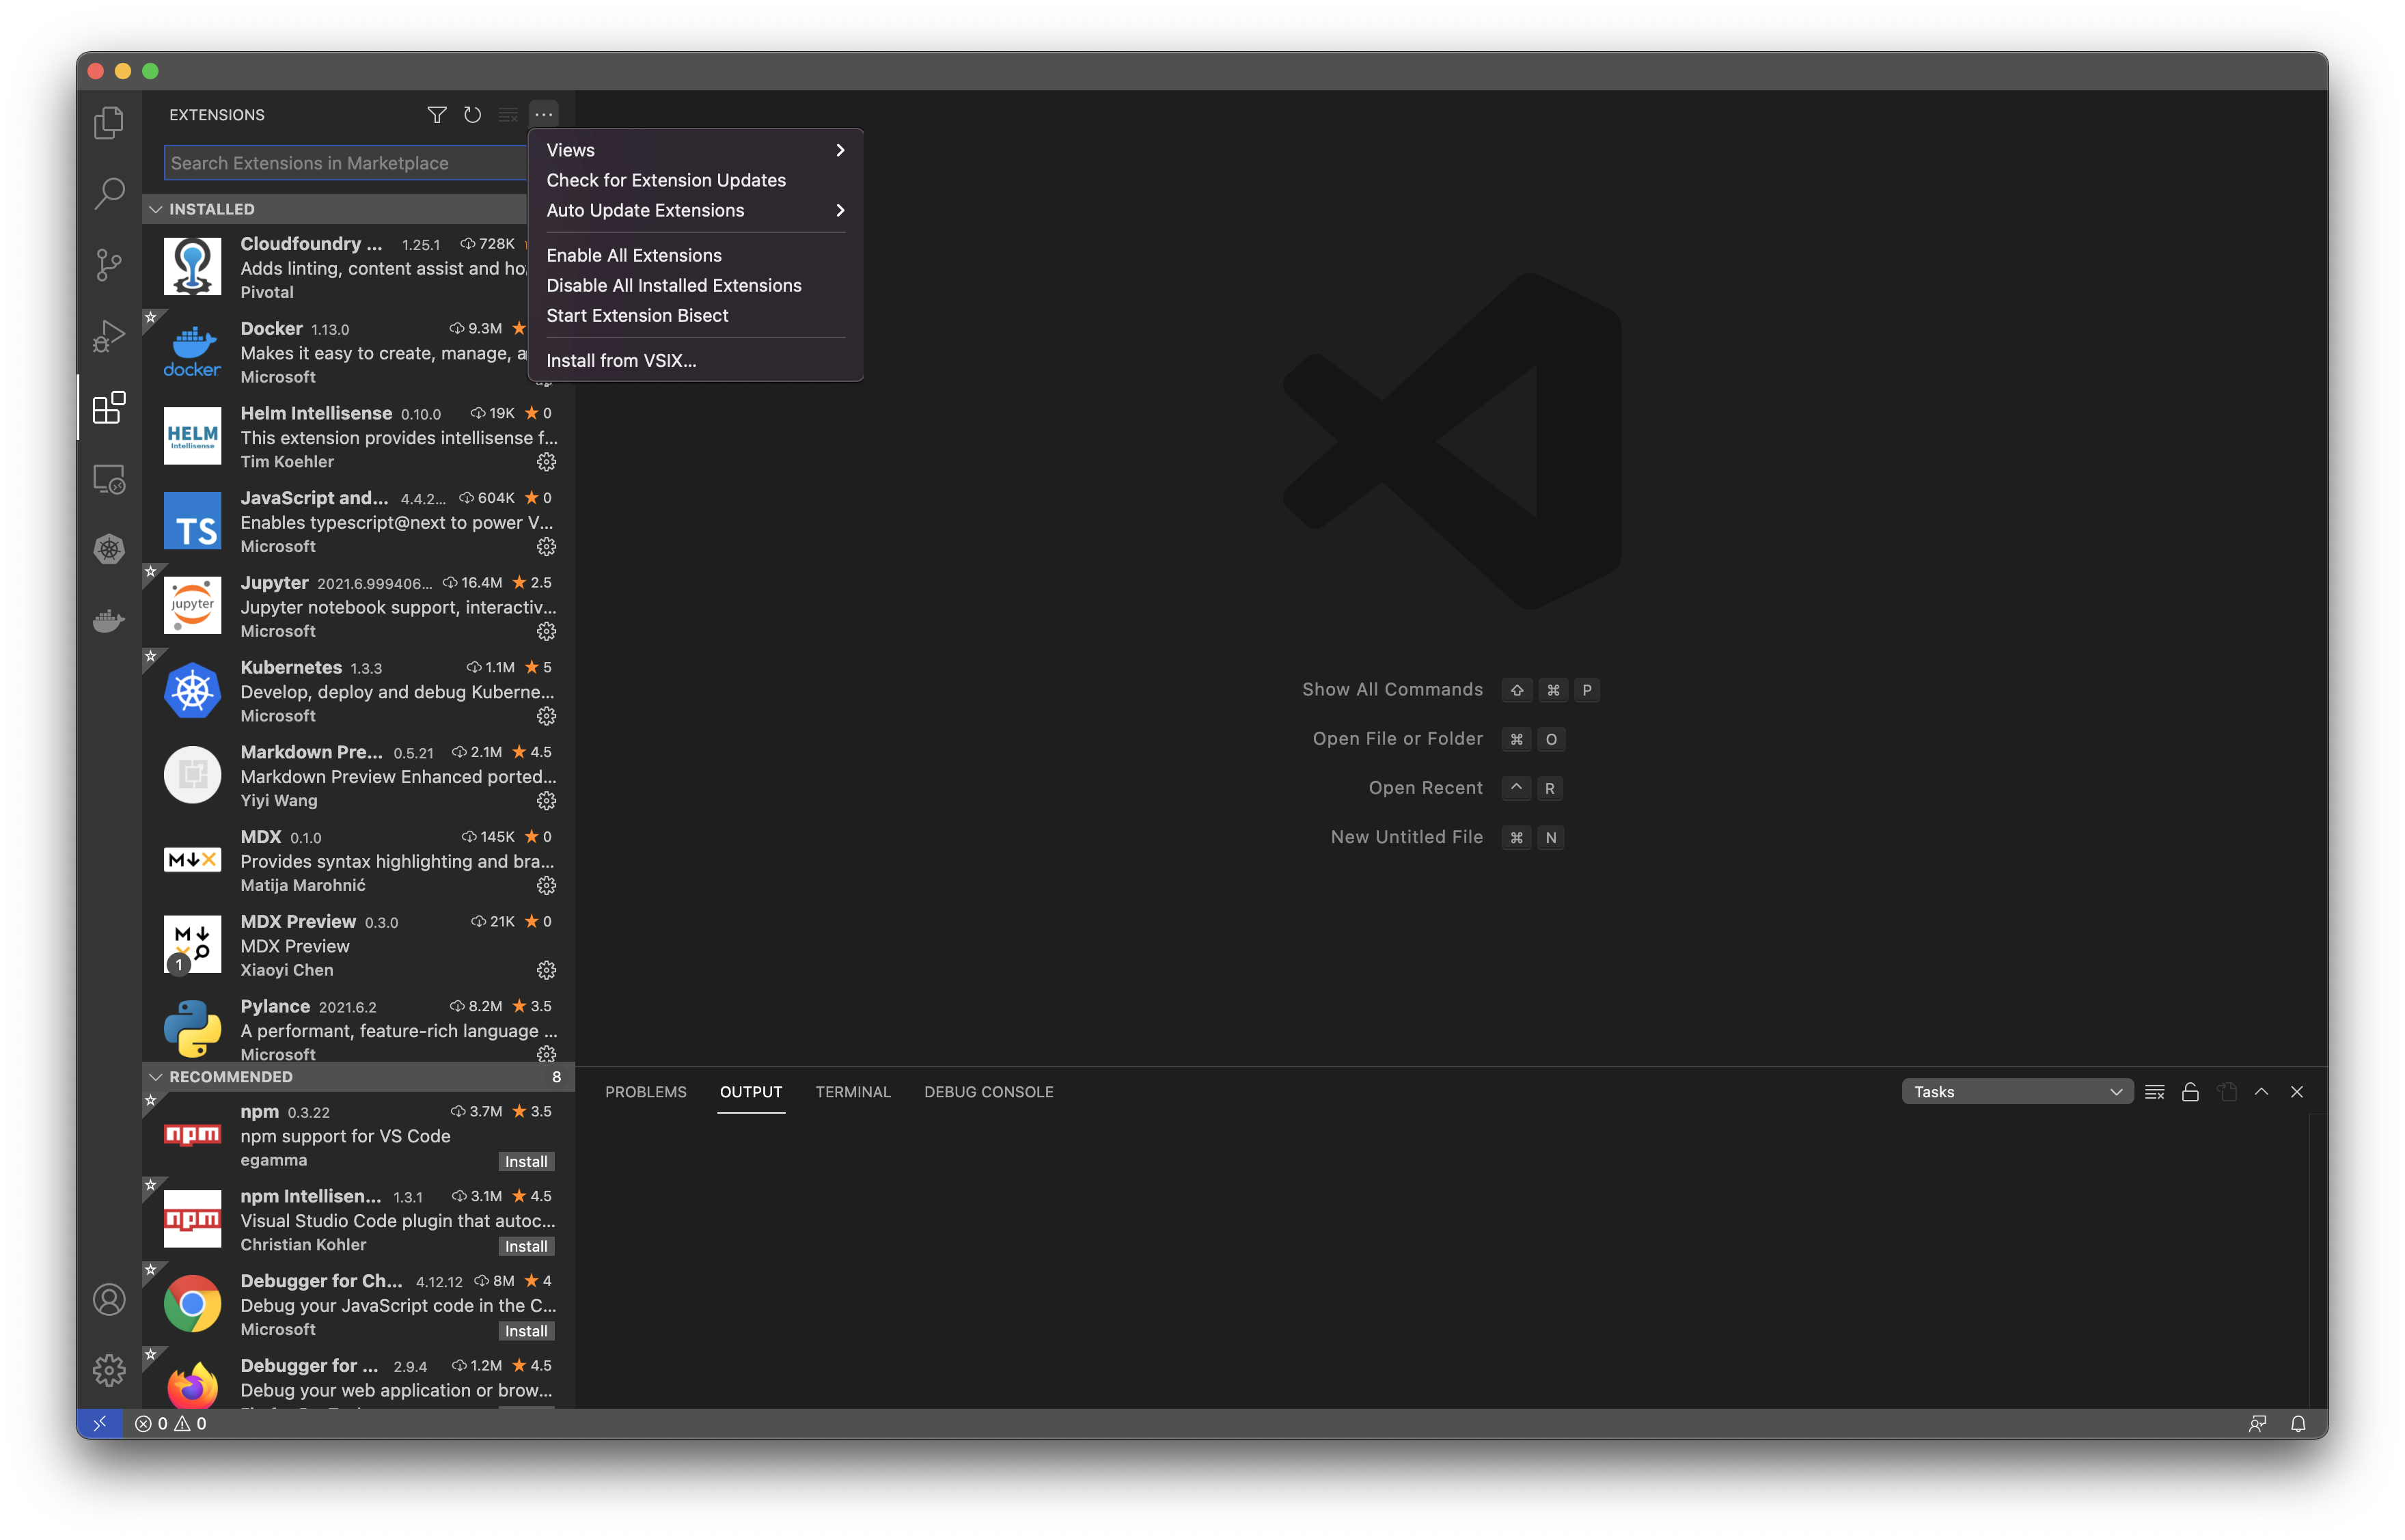 EXTENSIONS
Search Extensions in Marketplace
Views
Check for Extension Updates
Auto Update Extensions
Enable All Extensions
Disable All Installed Extensions
Start Extension Bisect
Install from VSIX...
INSTALLED
Cloudfoundry ... 1.25.1 728K
Adds linting, content assist and ho
Pivotal
docker
Docker 1.13.0 9.3M
Makes it easy to create, manage, a
Microsoft
HELM
Intellisense
Helm Intellisense 0.10.0 19K 0
This extension provides intellisense f...
Tim Koehler
TS
JavaScript and... 4.4.2... 604K 0
Enables typescript@next to power V...
Microsoft
jupyter
Jupyter 2021.6.999406... 16.4M 2.5
Jupyter notebook support, interactiv...
Microsoft
Kubernetes 1.3.3 1.1M 5
Develop, deploy and debug Kuberne...
Microsoft
Markdown Pre... 0.5.21 2.1M 4.5
Markdown Preview Enhanced ported...
Yiyi Wang
M↓X
MDX 0.1.0 145K 0
Provides syntax highlighting and bra...
Matija Marohnić
M↓
1
MDX Preview 0.3.0 21K 0
MDX Preview
Xiaoyi Chen
Pylance 2021.6.2 8.2M 3.5
A performant, feature-rich language ...
Microsoft
RECOMMENDED 8
npm
npm 0.3.22 3.7M 3.5
npm support for VS Code
egamma Install
npm
npm Intellisen... 1.3.1 3.1M 4.5
Visual Studio Code plugin that autoc...
Christian Kohler Install
Debugger for Ch... 4.12.12 8M 4
Debug your JavaScript code in the C...
Microsoft Install
Debugger for ... 2.9.4 1.2M 4.5
Debug your web application or brow...
Show All Commands ⇧ ⌘ P
Open File or Folder ⌘ O
Open Recent ^ R
New Untitled File ⌘ N
PROBLEMS OUTPUT TERMINAL DEBUG CONSOLE Tasks
0 0